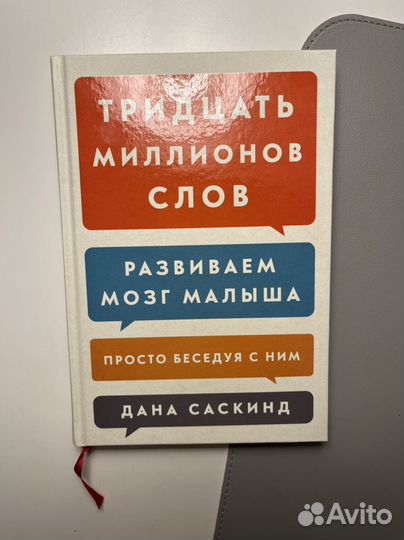 ТРИДЦАТЬ
МИЛЛИОНОВ
СЛОВ
РАЗВИВАЕМ
МОЗГ МАЛЫША
ПРОСТО БЕСЕДУЯ С НИМ
ДАНА САСКИНД
Avito